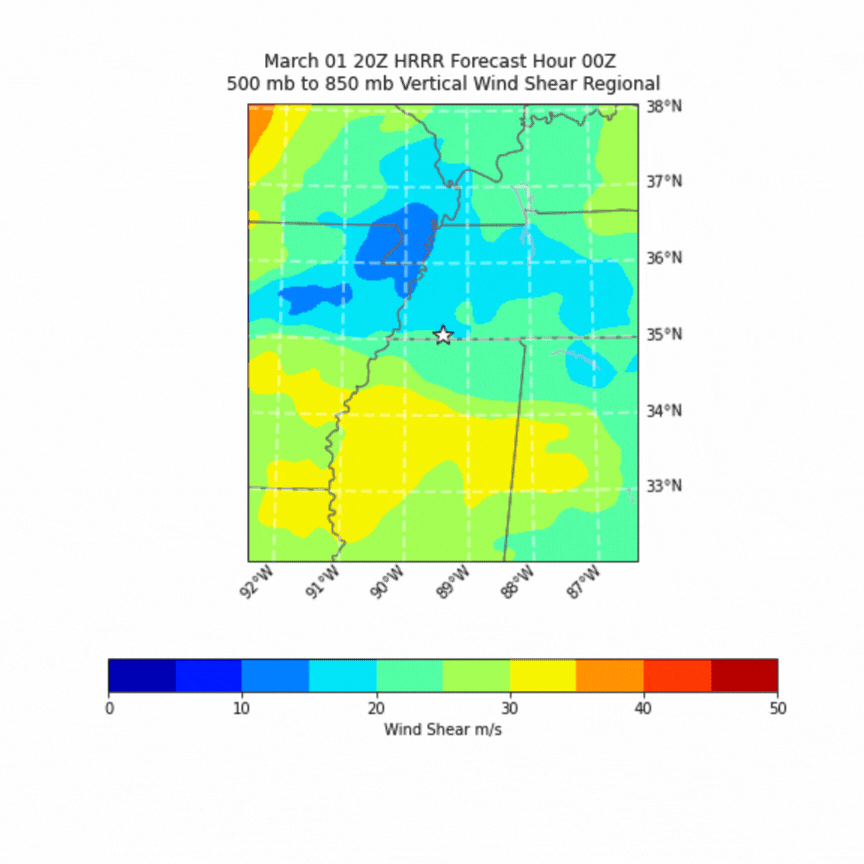 March 01 20Z HRRR Forecast Hour 00Z
500 mb to 850 mb Vertical Wind Shear Regional
38°N
37°N
36°N
35°N
34°N
33°N
92°W 91°W 90°W 89°W 88°W 87°W
0 10 20 30 40 50
Wind Shear m/s